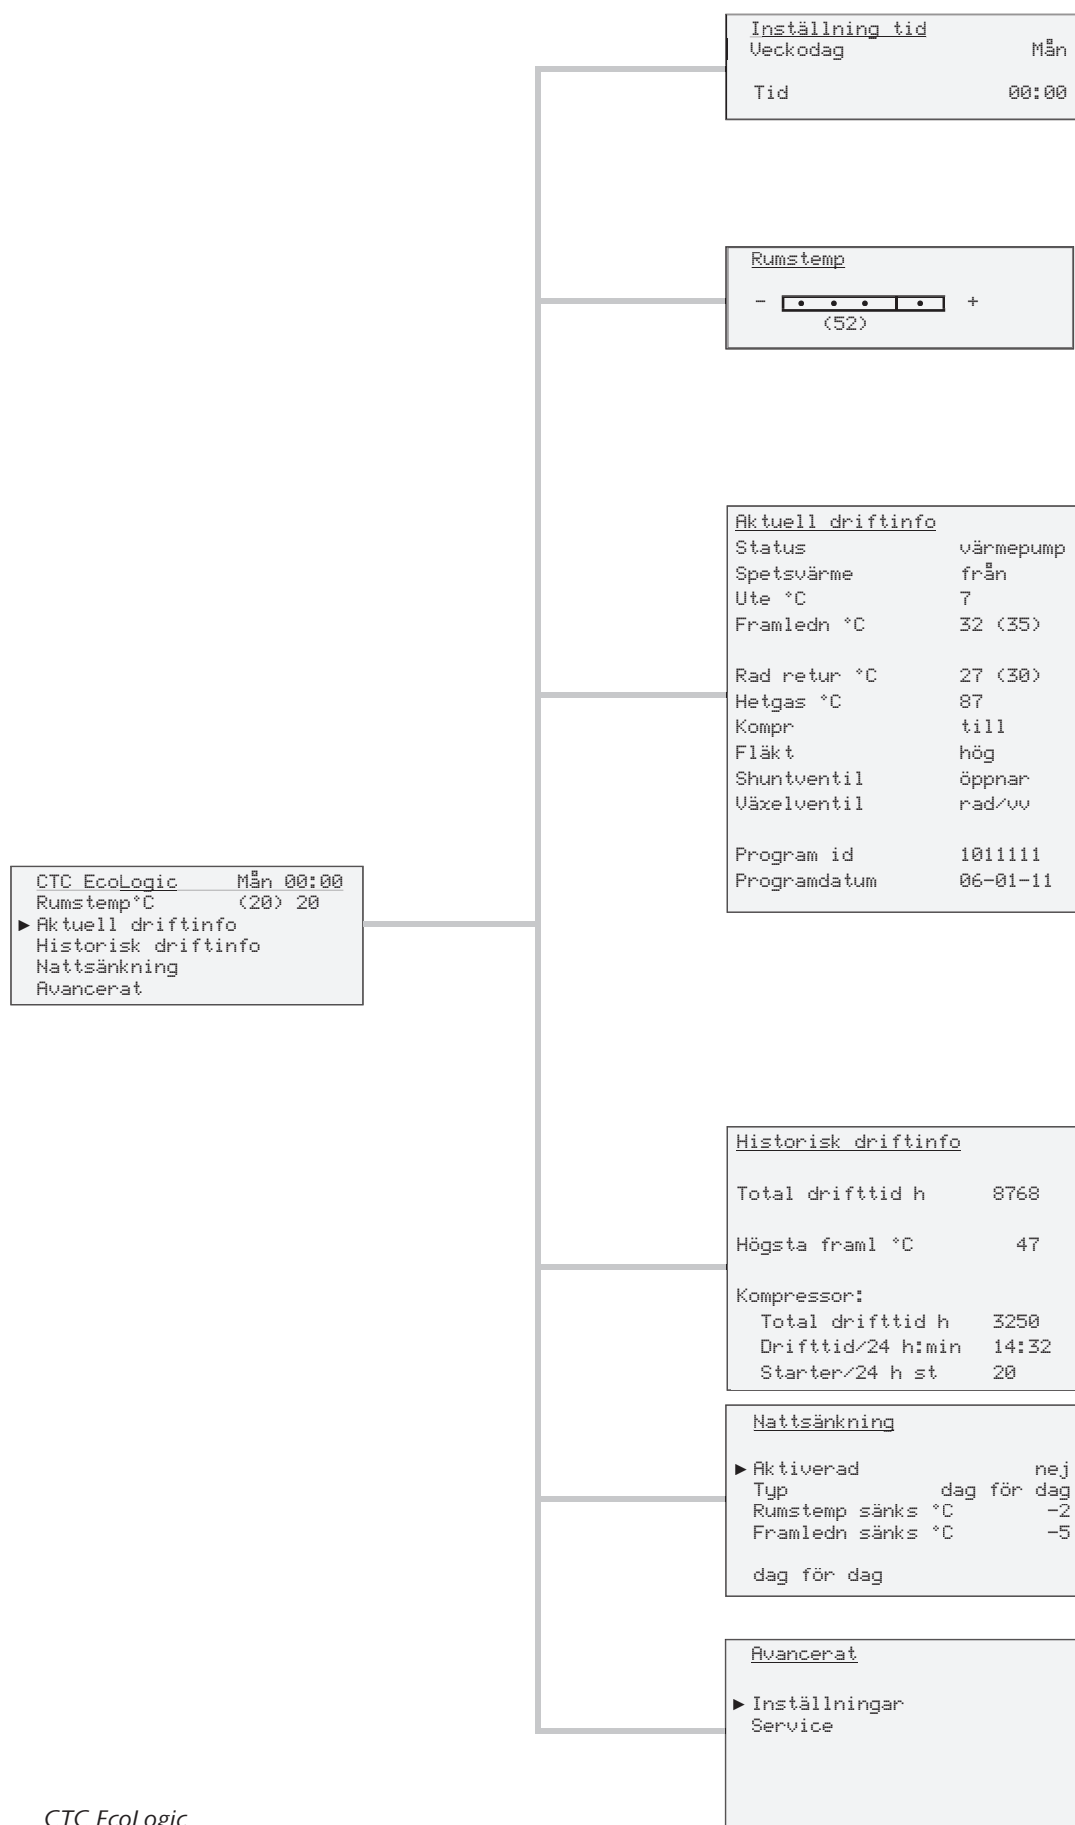 Inställning tid
Veckodag Mån
Tid 00:00
Rumstemp
- +
(52)
Aktuell driftinfo
Status värmepump
Spetsvärme från
Ute °C 7
Framledn °C 32 (35)
Rad retur °C 27 (30)
Hetgas °C 87
Kompr till
Fläkt hög
Shuntventil öppnar
Växelventil rad/vv
Program id 1011111
Programdatum 06-01-11
CTC EcoLogic Mån 00:00
Rumstemp°C (20) 20
►Aktuell driftinfo
Historisk driftinfo
Nattsänkning
Avancerat
Historisk driftinfo
Total drifttid h 8768
Högsta framl °C 47
Kompressor:
Total drifttid h 3250
Drifttid/24 h:min 14:32
Starter/24 h st 20
Nattsänkning
►Aktiverad nej
Typ dag för dag
Rumstemp sänks °C -2
Framledn sänks °C -5
dag för dag
Avancerat
►Inställningar
Service
CTC EcoLogic